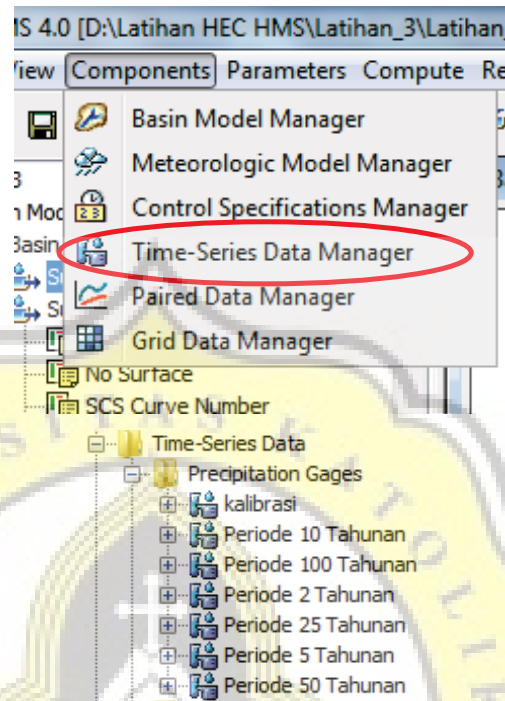 IS 4.0 [D:\Latihan HEC HMS\Latihan_3\Latihan_
View Components Parameters Compute Re
Basin Model Manager
Meteorologic Model Manager
Control Specifications Manager
Time-Series Data Manager
Paired Data Manager
Grid Data Manager
No Surface
SCS Curve Number
Time-Series Data
Precipitation Gages
kalibrasi
Periode 10 Tahunan
Periode 100 Tahunan
Periode 2 Tahunan
Periode 25 Tahunan
Periode 5 Tahunan
Periode 50 Tahunan